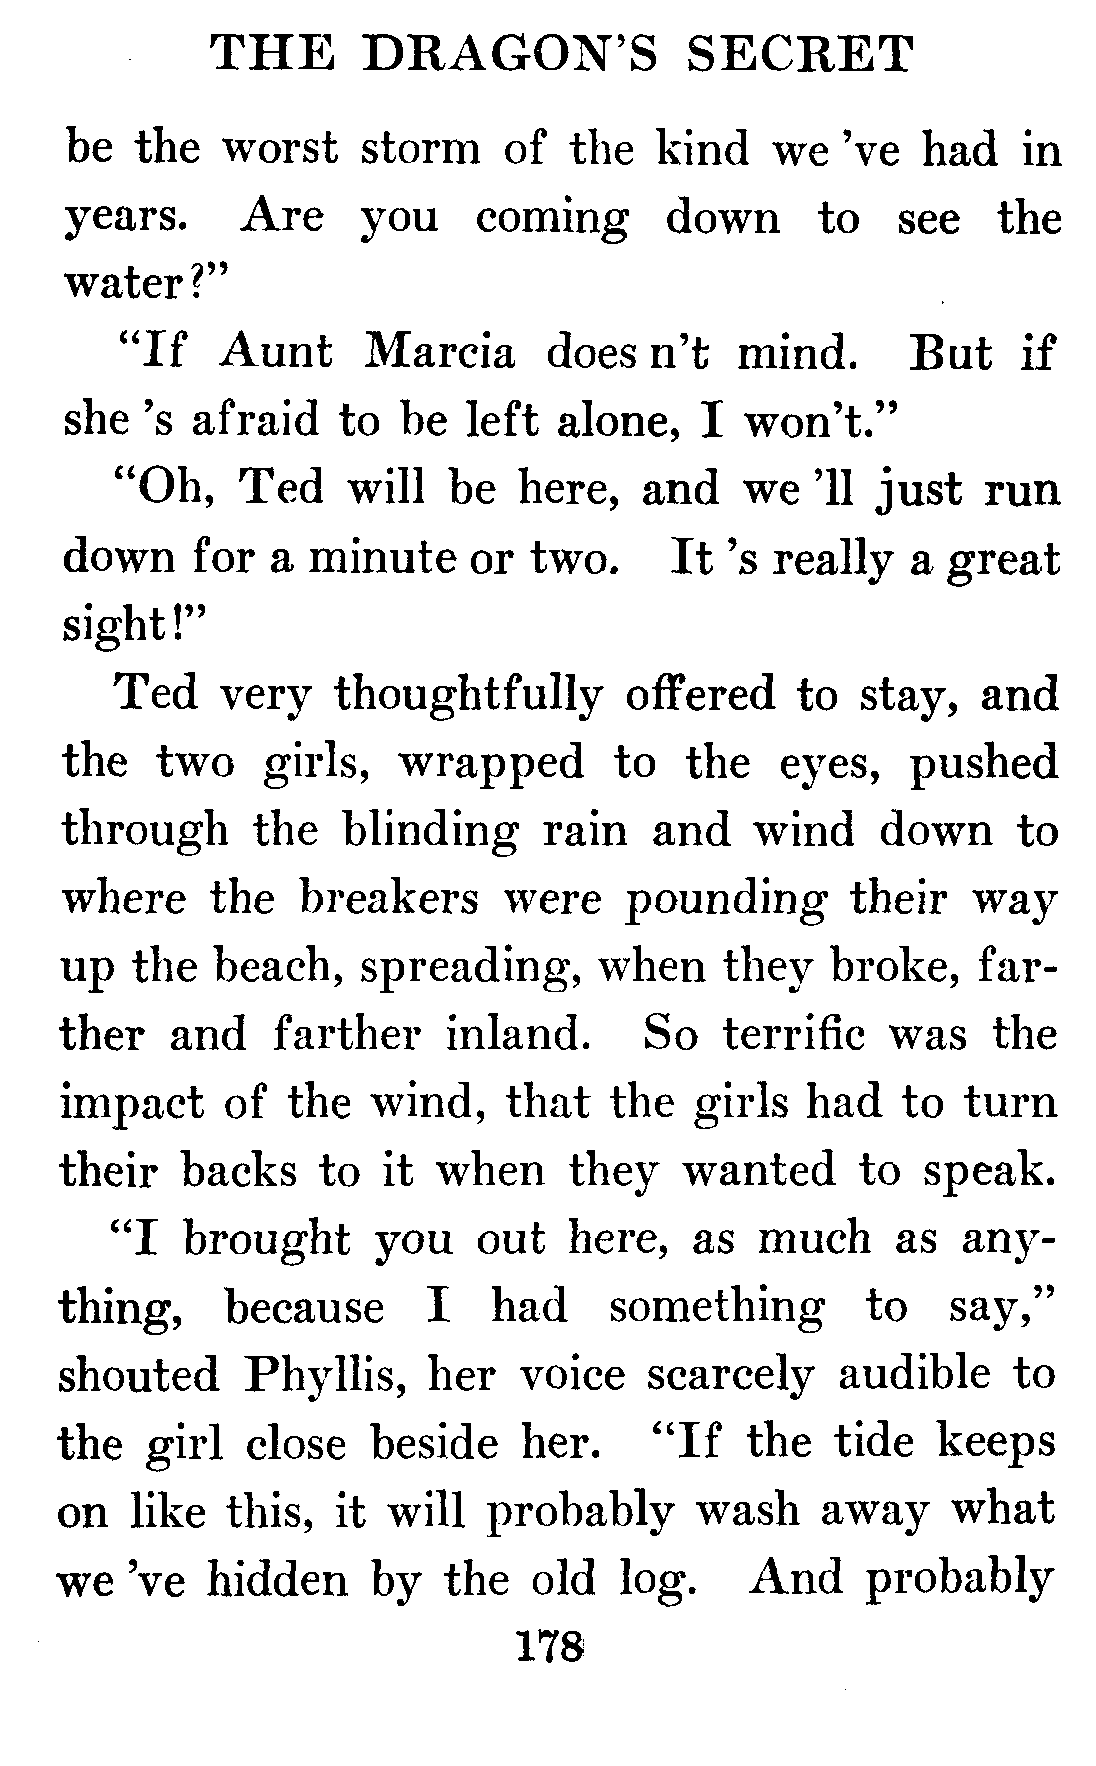 THE DRAGON'S SECRET
be the worst storm of the kind we 've had in
years. Are you coming down to see the
water?"
"If Aunt Marcia does n't mind. But if
she 's afraid to be left alone, I won't."
"Oh, Ted will be here, and we 'll just run
down for a minute or two. It 's really a great
sight!"
Ted very thoughtfully offered to stay, and
the two girls, wrapped to the eyes, pushed
through the blinding rain and wind down to
where the breakers were pounding their way
up the beach, spreading, when they broke, far-
ther and farther inland. So terrific was the
impact of the wind, that the girls had to turn
their backs to it when they wanted to speak.
"I brought you out here, as much as any-
thing, because I had something to say,"
shouted Phyllis, her voice scarcely audible to
the girl close beside her. "If the tide keeps
on like this, it will probably wash away what
we 've hidden by the old log. And probably
178